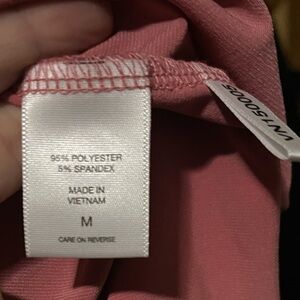 95% POLYESTER
5% SPANDEX
MADE IN
VIETNAM
M
CARE ON REVERSE